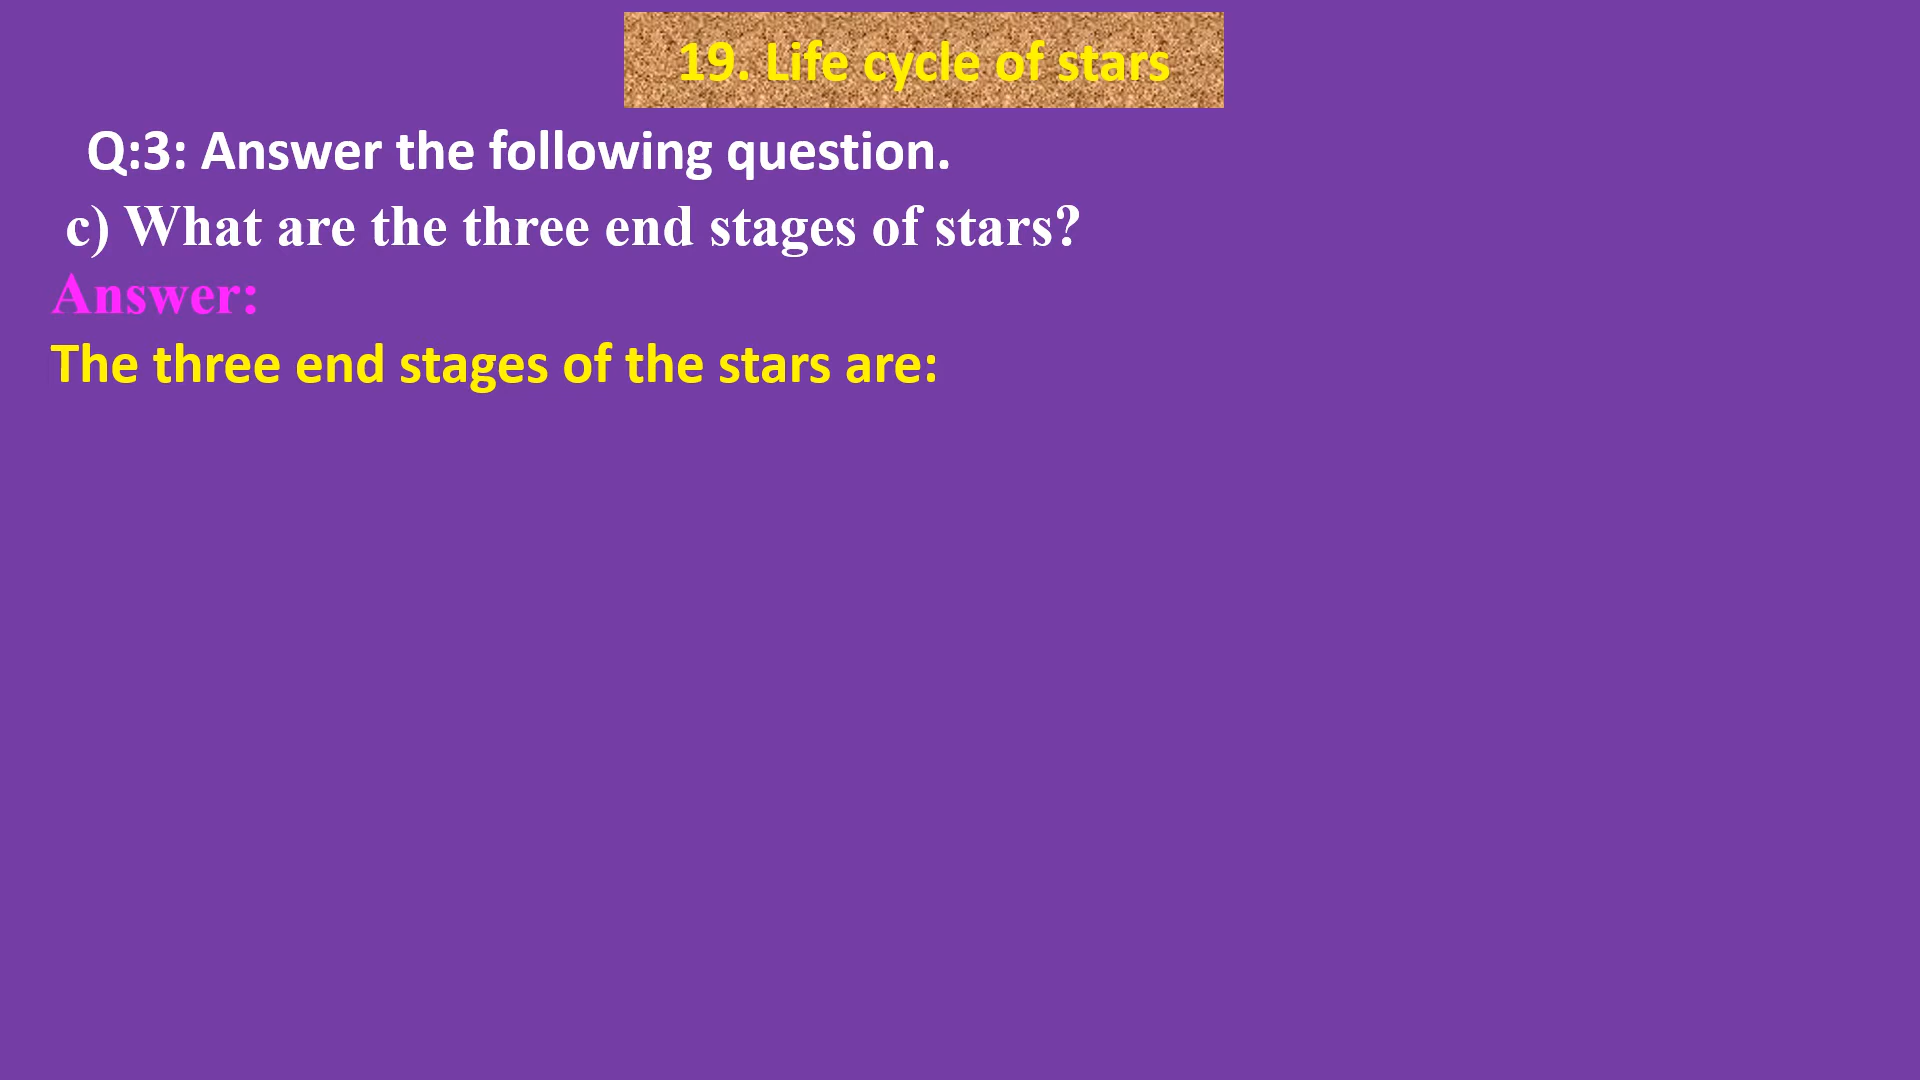 19. Life cycle of stars
Q:3: Answer the following question.
c) What are the three end stages of stars?
Answer:
The three end stages of the stars are: